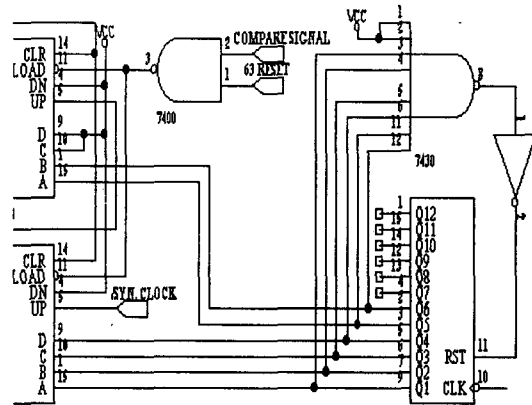 VCC
14
CLR
11
LOAD
4
DN
5
UP
9
D
10
C
1
B
15
A
3
2
COMPARESIGNAL
1
63 RESET
7400
VCC
1
2
3
4
5
6
11
12
8
7430
1
2
14
CLR
11
LOAD
4
DN
5
UP
SYN.CLOCK
9
D
10
C
1
B
15
A
1
Q12
15
Q11
14
Q10
12
Q9
13
Q8
4
Q7
2
Q6
3
Q5
5
Q4
6
Q3
7
Q2
9
Q1
RST
11
CLK
10